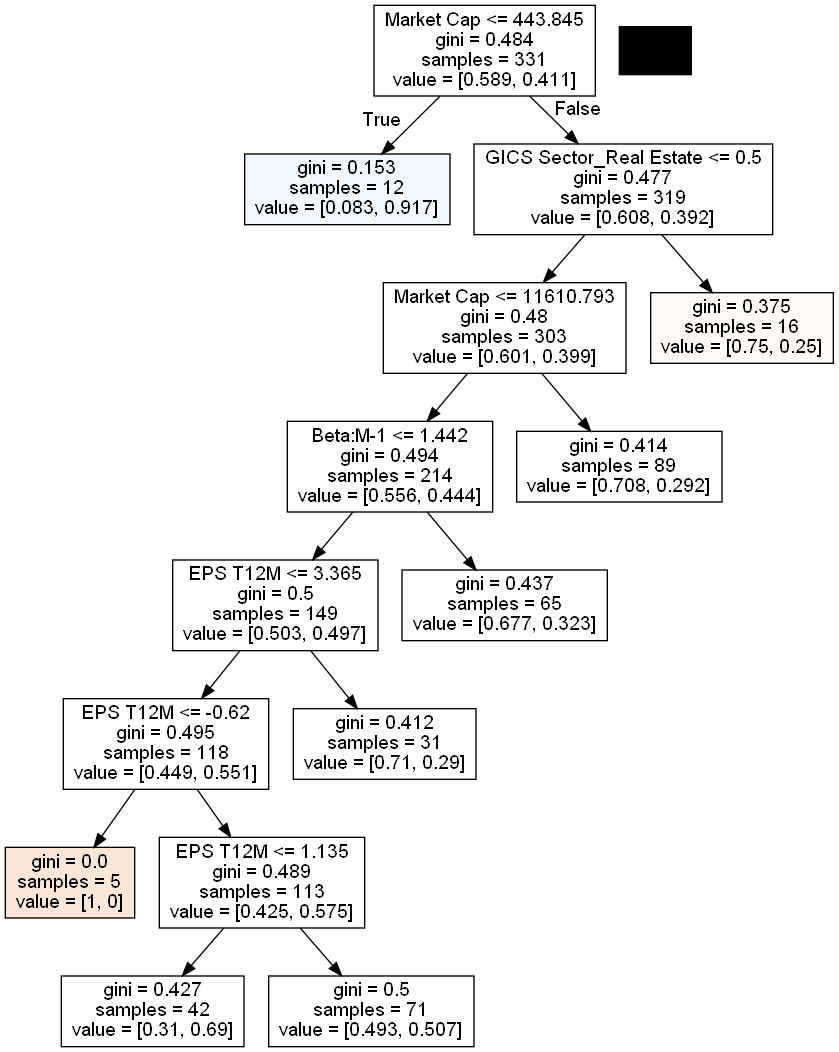 Market Cap <= 443.845
gini = 0.484
samples = 331
value = [0.589, 0.411]
True
False
gini = 0.153
samples = 12
value = [0.083, 0.917]
GICS Sector_Real Estate <= 0.5
gini = 0.477
samples = 319
value = [0.608, 0.392]
Market Cap <= 11610.793
gini = 0.48
samples = 303
value = [0.601, 0.399]
gini = 0.375
samples = 16
value = [0.75, 0.25]
Beta:M-1 <= 1.442
gini = 0.494
samples = 214
value = [0.556, 0.444]
gini = 0.414
samples = 89
value = [0.708, 0.292]
EPS T12M <= 3.365
gini = 0.5
samples = 149
value = [0.503, 0.497]
gini = 0.437
samples = 65
value = [0.677, 0.323]
EPS T12M <= -0.62
gini = 0.495
samples = 118
value = [0.449, 0.551]
gini = 0.412
samples = 31
value = [0.71, 0.29]
gini = 0.0
samples = 5
value = [1, 0]
EPS T12M <= 1.135
gini = 0.489
samples = 113
value = [0.425, 0.575]
gini = 0.427
samples = 42
value = [0.31, 0.69]
gini = 0.5
samples = 71
value = [0.493, 0.507]